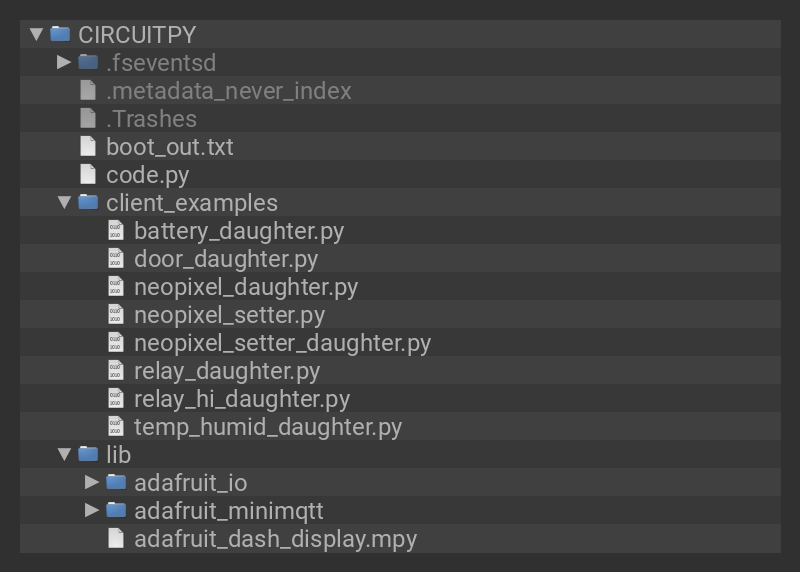 CIRCUITPY
.fseventsd
.metadata_never_index
.Trashes
boot_out.txt
code.py
client_examples
battery_daughter.py
door_daughter.py
neopixel_daughter.py
neopixel_setter.py
neopixel_setter_daughter.py
relay_daughter.py
relay_hi_daughter.py
temp_humid_daughter.py
lib
adafruit_io
adafruit_minimqtt
adafruit_dash_display.mpy